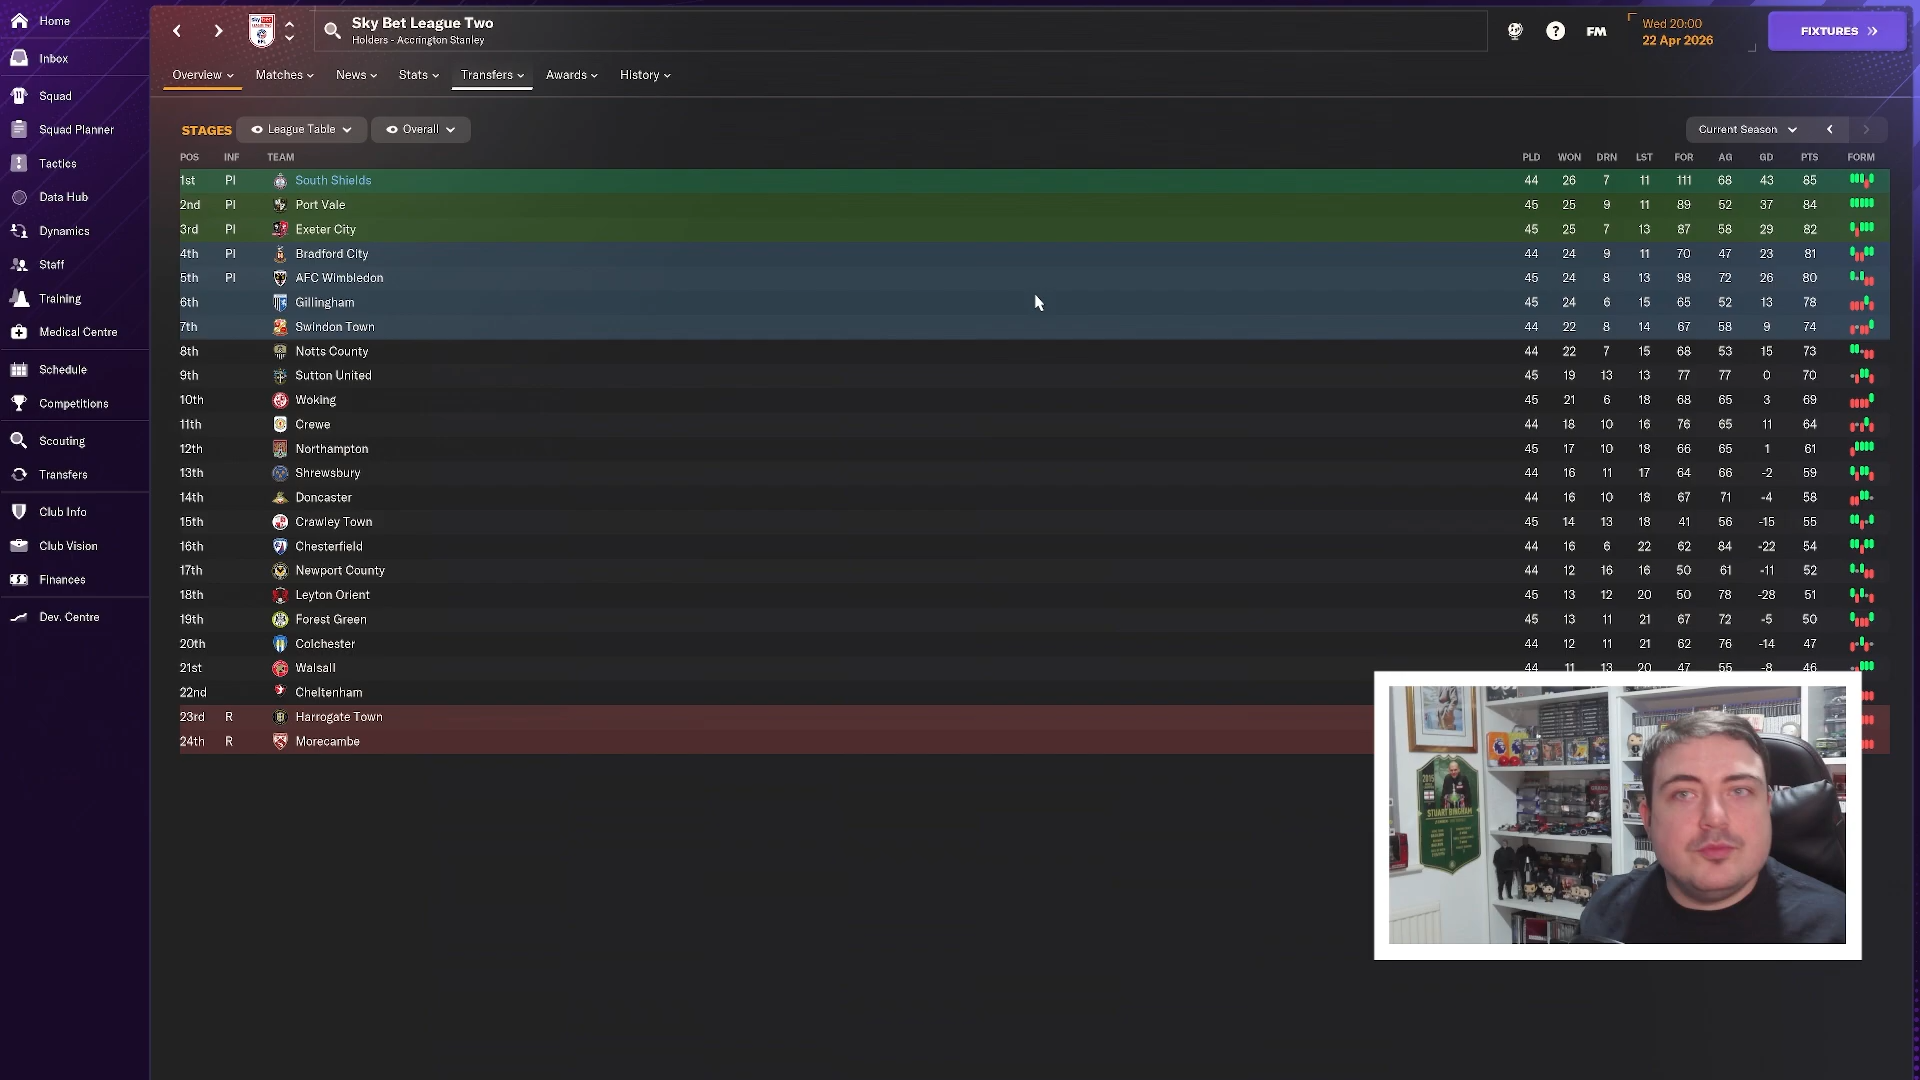 Home
Inbox
Squad
Squad Planner
Tactics
Data Hub
Dynamics
Staff
Training
Medical Centre
Schedule
Competitions
Scouting
Transfers
Club Info
Club Vision
Finances
Dev. Centre
Sky Bet League Two
Holders - Accrington Stanley
FM
Wed 20:00
22 Apr 2026
FIXTURES
Overview Matches News Stats Transfers Awards History
STAGES League Table Overall Current Season
POS INF TEAM PLD WON DRN LST FOR AG GD PTS FORM
1st PI South Shields 44 26 7 11 111 68 43 85
2nd PI Port Vale 45 25 9 11 89 52 37 84
3rd PI Exeter City 45 25 7 13 87 58 29 82
4th PI Bradford City 44 24 9 11 70 47 23 81
5th PI AFC Wimbledon 45 24 8 13 98 72 26 80
6th Gillingham 45 24 6 15 65 52 13 78
7th Swindon Town 44 22 8 14 67 58 9 74
8th Notts County 44 22 7 15 68 53 15 73
9th Sutton United 45 19 13 13 77 77 0 70
10th Woking 45 21 6 18 68 65 3 69
11th Crewe 44 18 10 16 76 65 11 64
12th Northampton 45 17 10 18 66 65 1 61
13th Shrewsbury 44 16 11 17 64 66 -2 59
14th Doncaster 44 16 10 18 67 71 -4 58
15th Crawley Town 45 14 13 18 41 56 -15 55
16th Chesterfield 44 16 6 22 62 84 -22 54
17th Newport County 44 12 16 16 50 61 -11 52
18th Leyton Orient 45 13 12 20 50 78 -28 51
19th Forest Green 45 13 11 21 67 72 -5 50
20th Colchester 44 12 11 21 62 76 -14 47
21st Walsall 44 11 13 20 47 55 -8 46
22nd Cheltenham
23rd R Harrogate Town
24th R Morecambe
2015
STUART BINGHAM